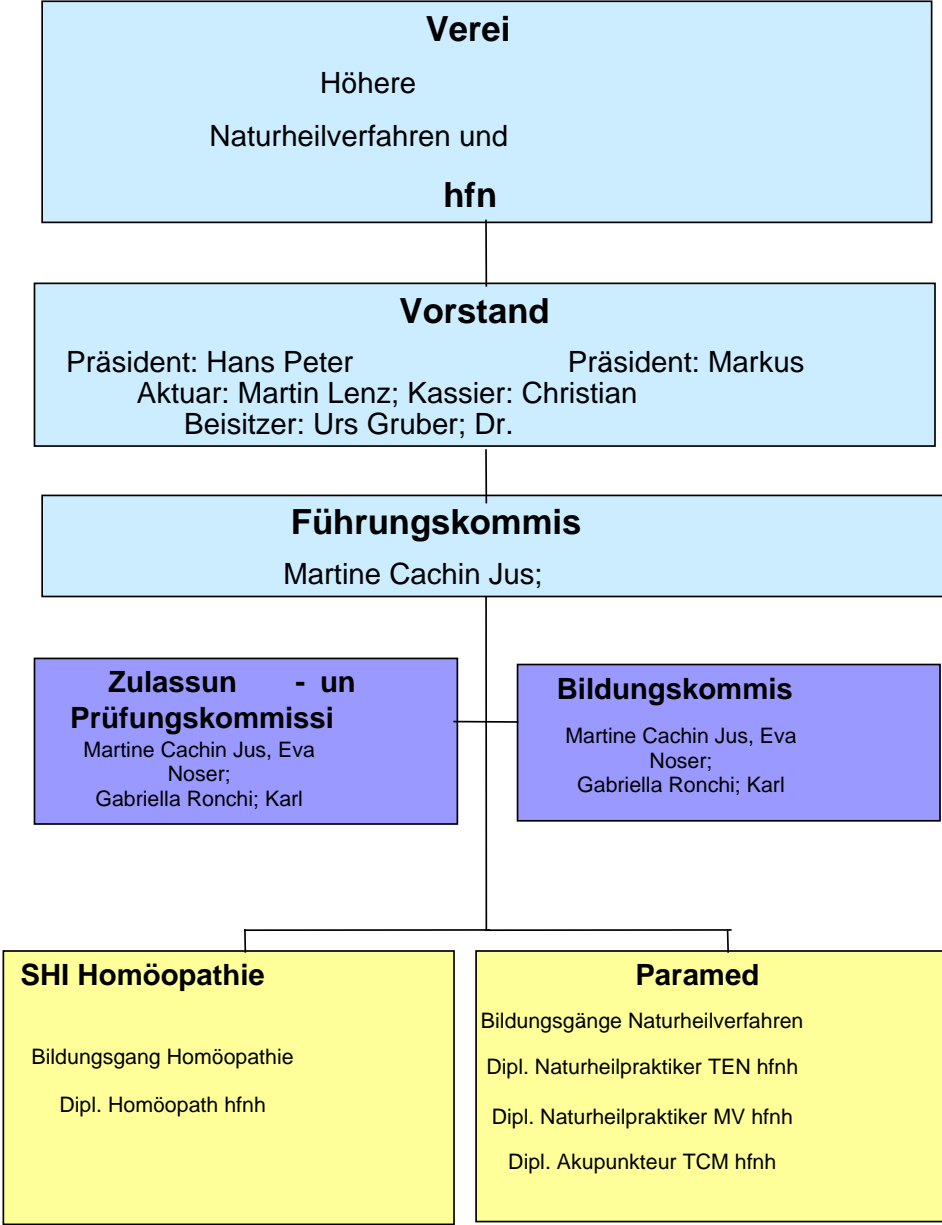 Verei
Höhere
Naturheilverfahren und
hfn
Vorstand
Präsident: Hans Peter Präsident: Markus
Aktuar: Martin Lenz; Kassier: Christian
Beisitzer: Urs Gruber; Dr.
Führungskommis
Martine Cachin Jus;
Zulassun - un
Prüfungskommissi
Martine Cachin Jus, Eva
Noser;
Gabriella Ronchi; Karl
Bildungskommis
Martine Cachin Jus, Eva
Noser;
Gabriella Ronchi; Karl
SHI Homöopathie
Bildungsgang Homöopathie
Dipl. Homöopath hfnh
Paramed
Bildungsgänge Naturheilverfahren
Dipl. Naturheilpraktiker TEN hfnh
Dipl. Naturheilpraktiker MV hfnh
Dipl. Akupunkteur TCM hfnh